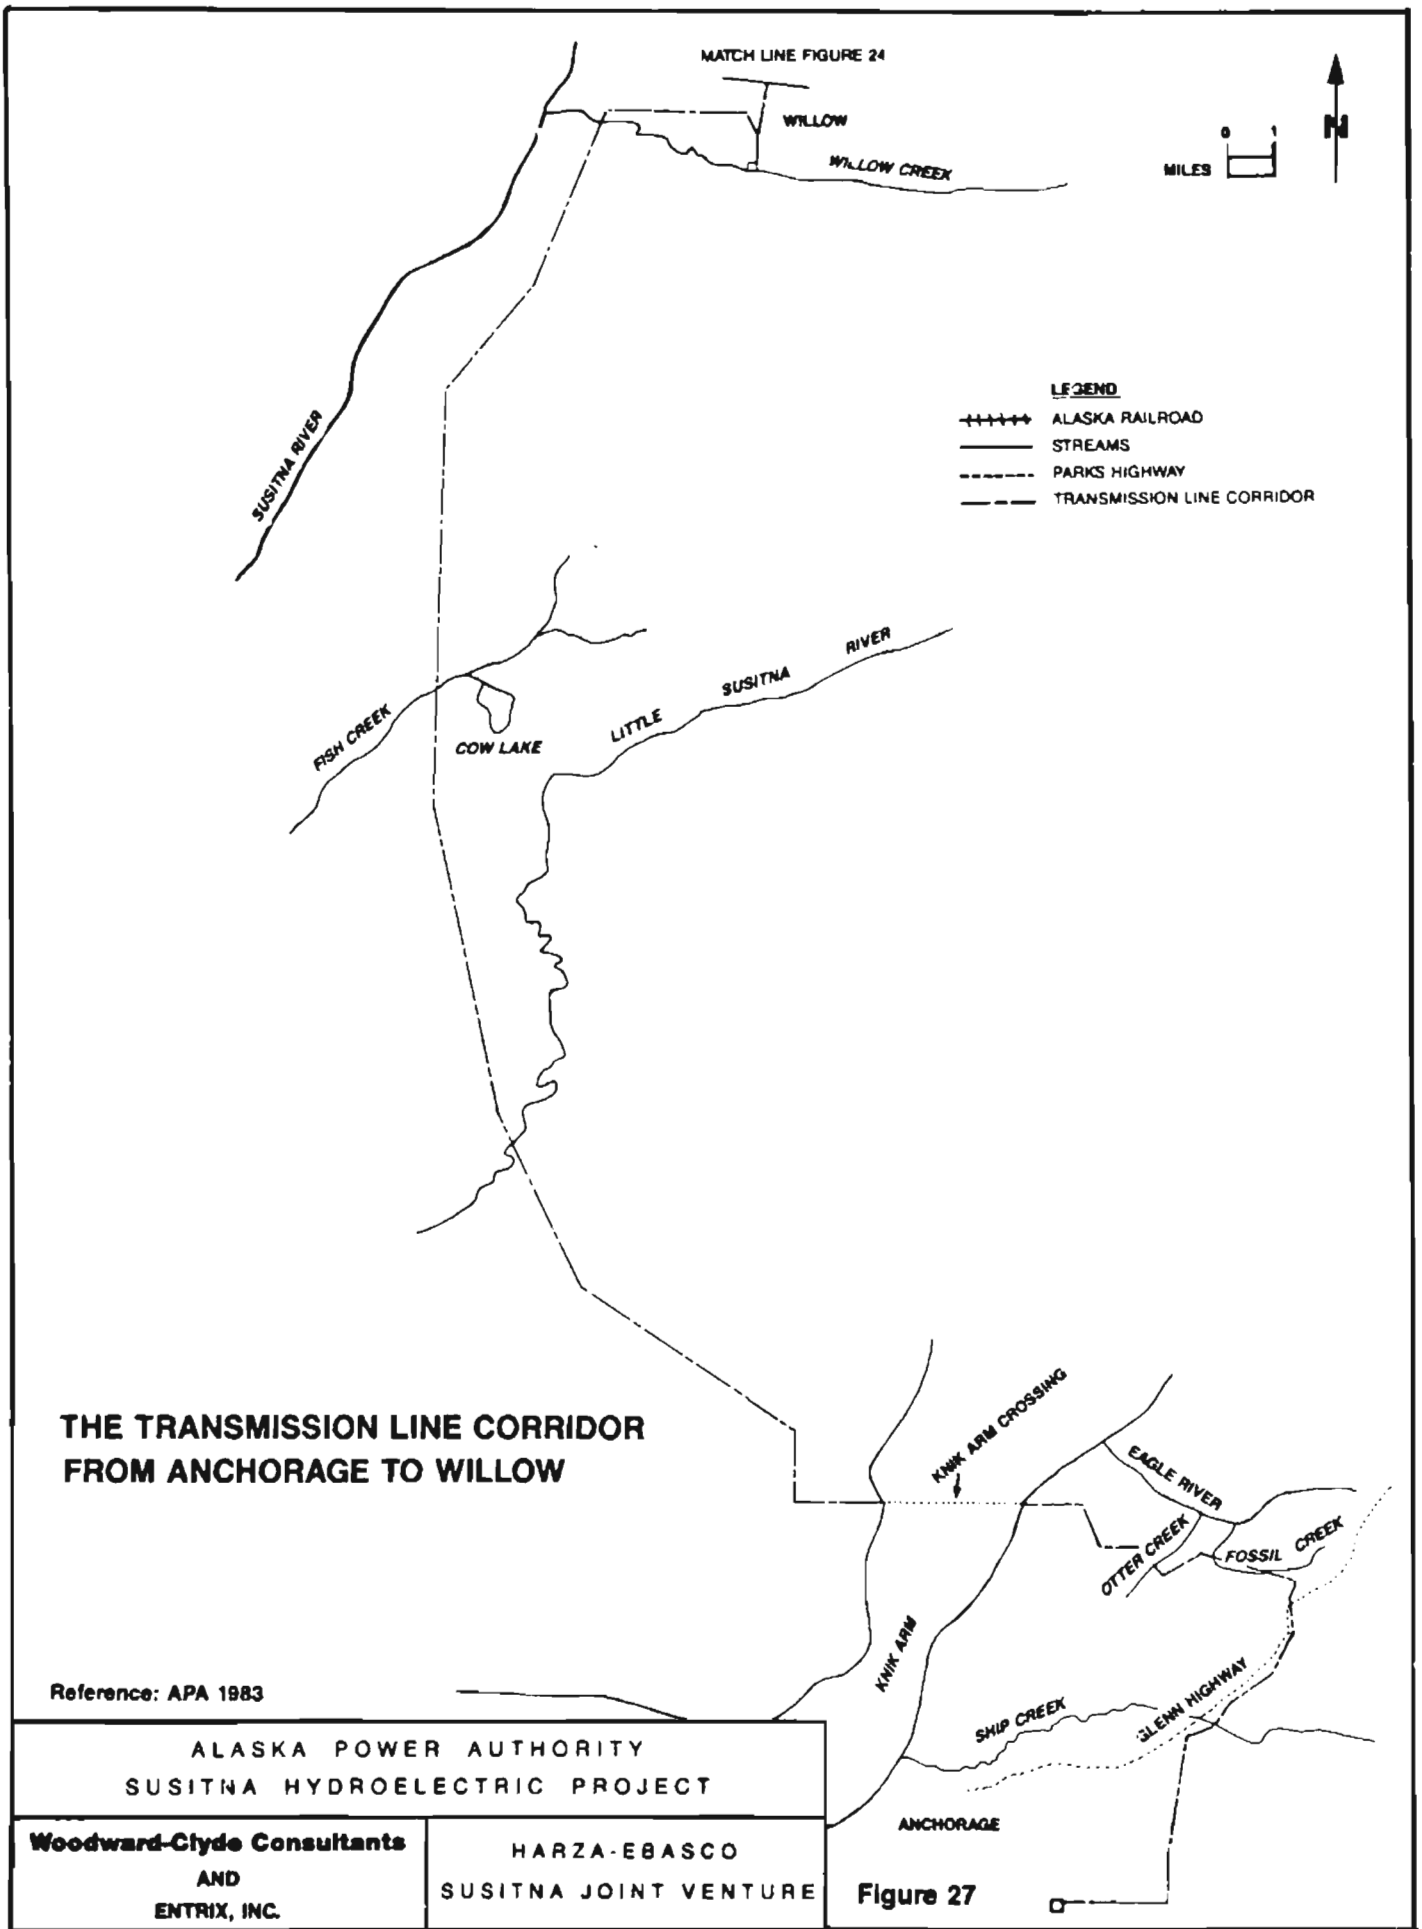 MATCH LINE FIGURE 24
WILLOW
WILLOW CREEK
0 1
MILES
N
LEGEND
ALASKA RAILROAD
STREAMS
PARKS HIGHWAY
TRANSMISSION LINE CORRIDOR
SUSITNA RIVER
LITTLE SUSITNA RIVER
FISH CREEK
COW LAKE
KNIK ARM CROSSING
EAGLE RIVER
OTTER CREEK
FOSSIL CREEK
THE TRANSMISSION LINE CORRIDOR
FROM ANCHORAGE TO WILLOW
KNIK ARM
GLENN HIGHWAY
SHIP CREEK
Reference: APA 1983
ANCHORAGE
ALASKA POWER AUTHORITY
SUSITNA HYDROELECTRIC PROJECT
Woodward-Clyde Consultants
AND
ENTRIX, INC.
HARZA-EBASCO
SUSITNA JOINT VENTURE
Figure 27